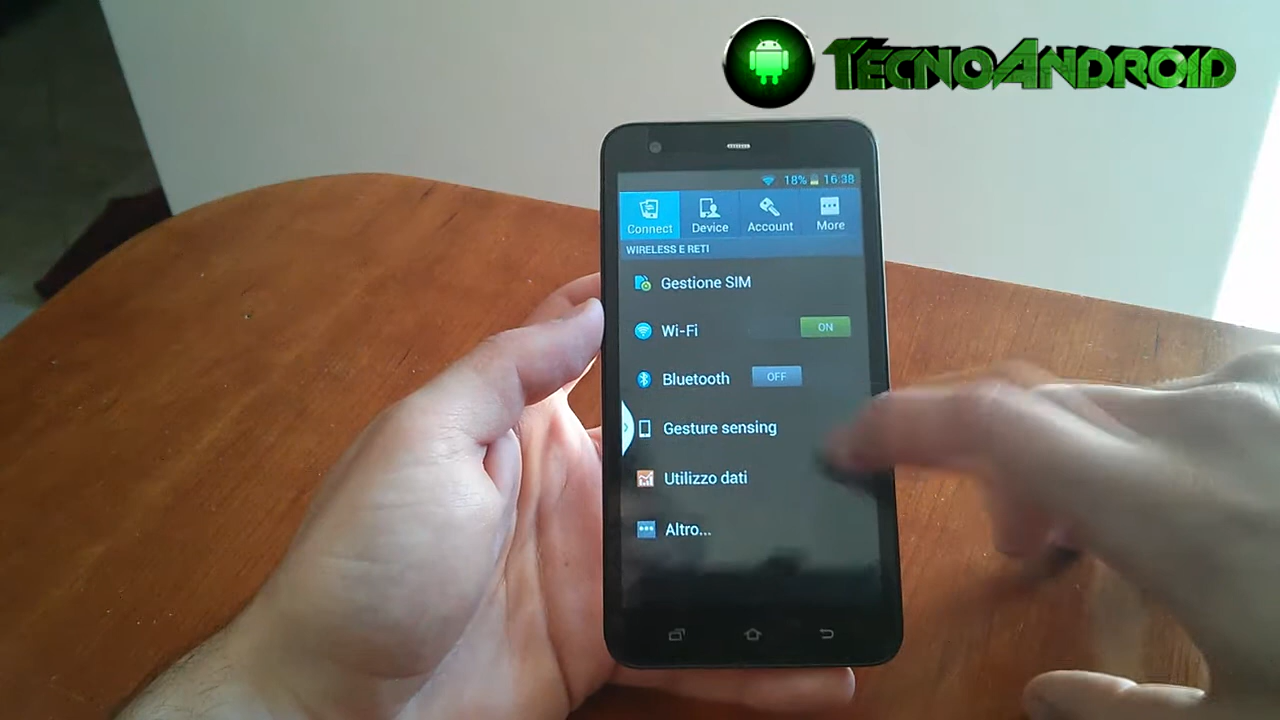 TECNOANDROID
18% 16:38
Connect Device Account More
WIRELESS E RETI
Gestione SIM
Wi-Fi ON
Bluetooth OFF
Gesture sensing
Utilizzo dati
Altro...